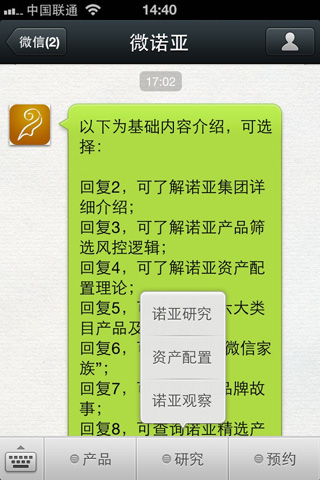 中国联通 14:40
微信(2)
微诺亚
17:02
以下为基础内容介绍，可选
择：
回复2，可了解诺亚集团详
细介绍；
回复3，可了解诺亚产品筛
选风控逻辑；
回复4，可了解诺亚资产配
置理论；
回复5，
六大类
目产品及
回复6，可
微信家
族”；
回复7，可
品牌故
事；
回复8，可查询诺亚精选产
诺亚研究
资产配置
诺亚观察
产品
研究
预约